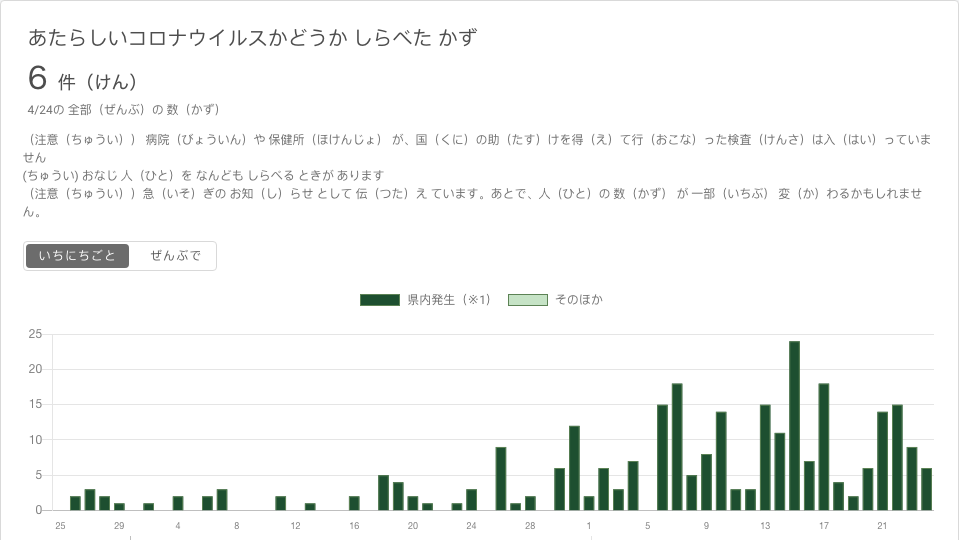 あたらしいコロナウイルスかどうか しらべた かず
6 件（けん）
4/24の 全部（ぜんぶ）の 数（かず）
（注意（ちゅうい）） 病院（びょういん）や 保健所（ほけんじょ） が、国（くに）の助（たす）けを得（え）て行（おこな）った検査（けんさ）は入（はい）っていま
せん
(ちゅうい) おなじ 人（ひと）を なんども しらべる ときが あります
（注意（ちゅうい））急（いそ）ぎの お知（し）らせ として 伝（つた）え ています。あとで、人（ひと）の 数（かず） が 一部（いちぶ） 変（か）わるかもしれませ
ん。
いちにちごと ぜんぶで
県内発生（※1） そのほか
25
20
15
10
5
0
25 29 4 8 12 16 20 24 28 1 5 9 13 17 21